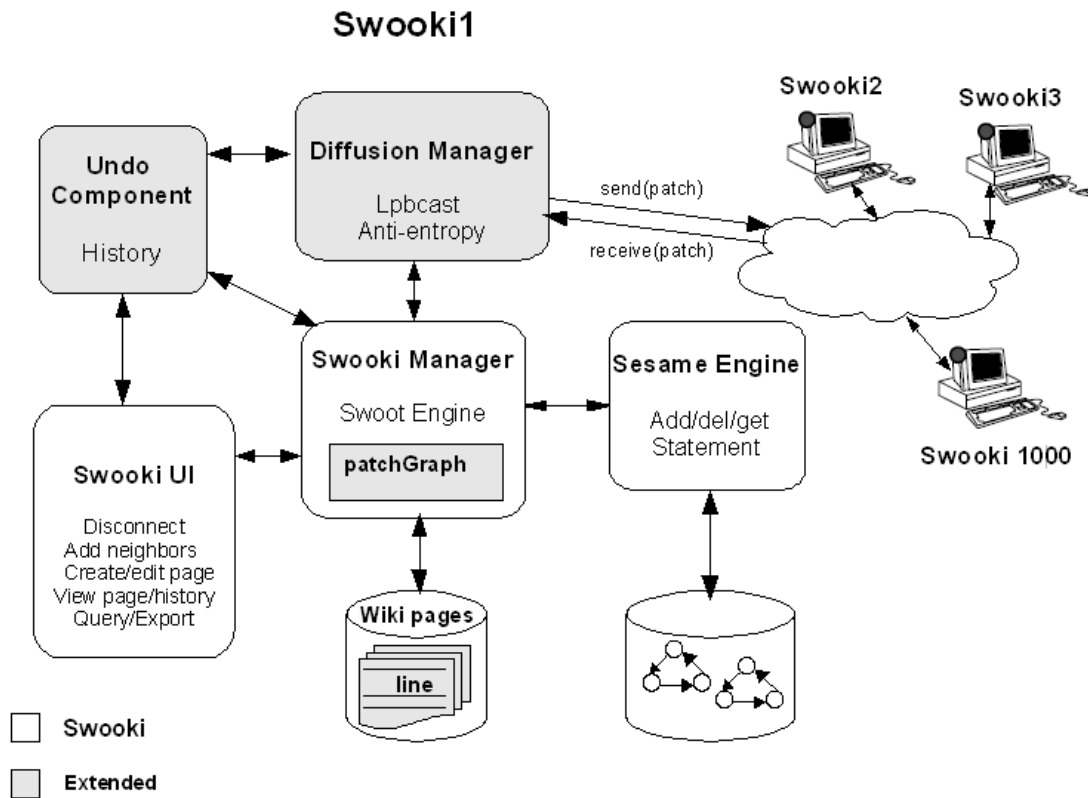 Swooki1
Swooki2
Swooki3
Undo
Component
History
Diffusion Manager
Lpbcast
Anti-entropy
send(patch)
receive(patch)
Swooki Manager
Swoot Engine
patchGraph
Sesame Engine
Add/del/get
Statement
Swooki 1000
Swooki UI
Disconnect
Add neighbors
Create/edit page
View page/history
Query/Export
Wiki pages
line
Swooki
Extended